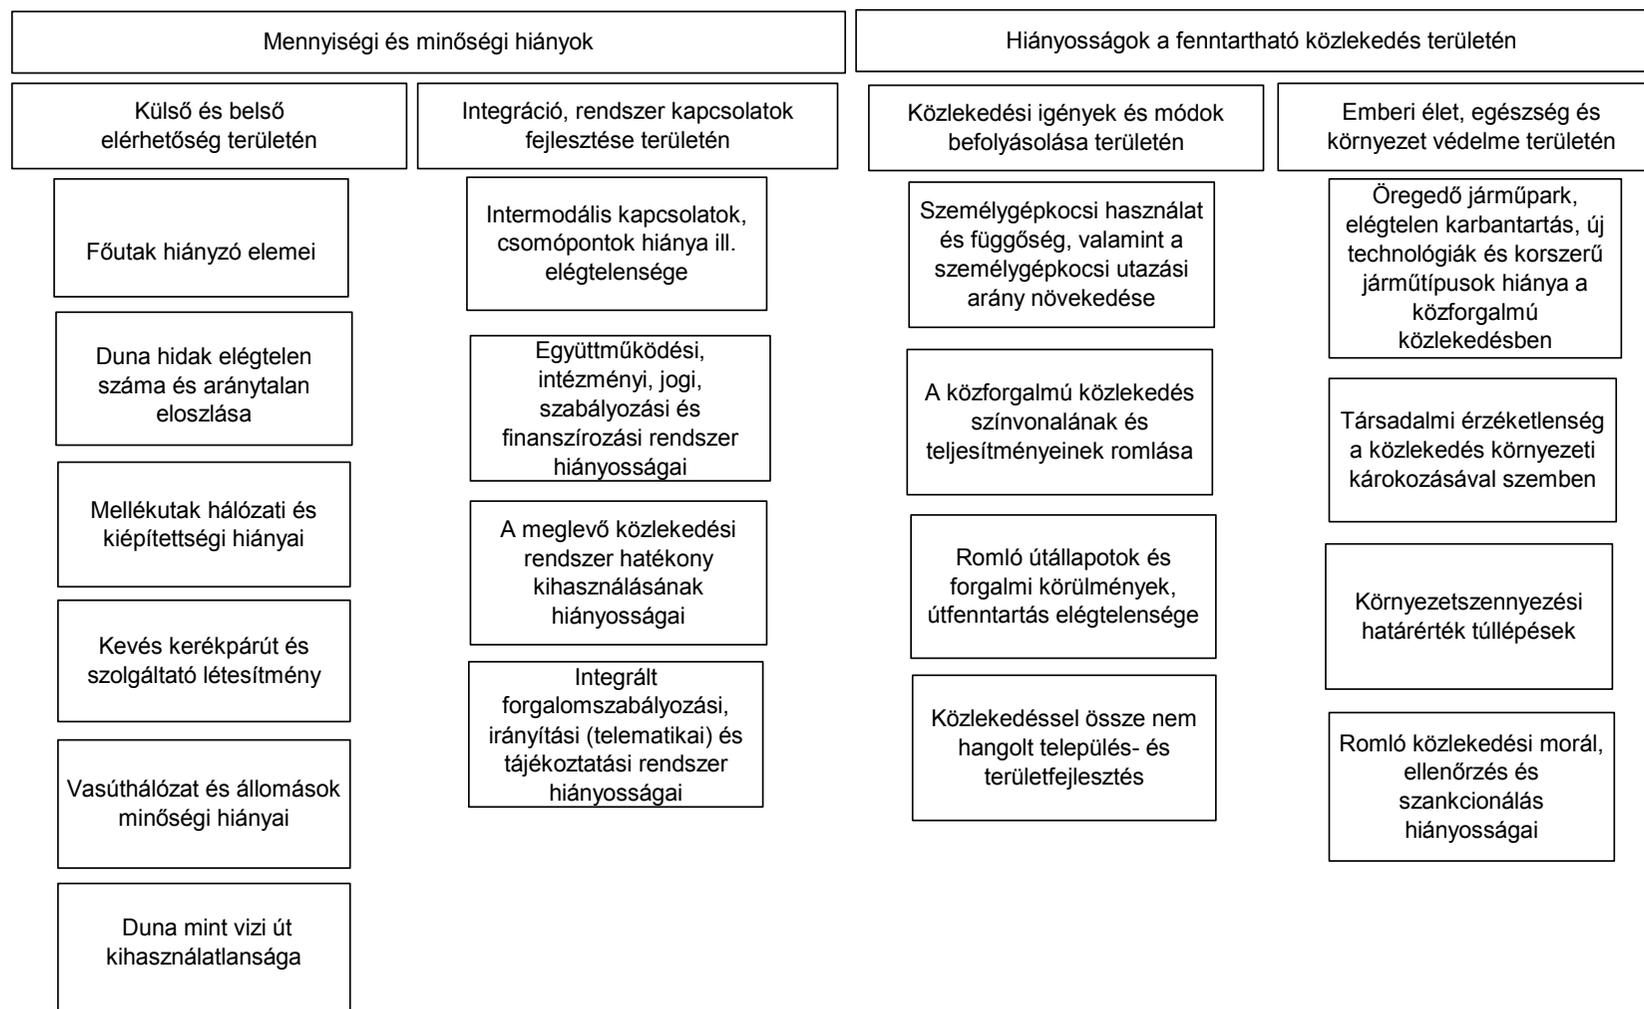 Mennyiségi és minőségi hiányok
Hiányosságok a fenntartható közlekedés területén
Külső és belső
elérhetőség területén
Integráció, rendszer kapcsolatok
fejlesztése területén
Közlekedési igények és módok
befolyásolása területén
Emberi élet, egészség és
környezet védelme területén
Főutak hiányzó elemei
Duna hidak elégtelen
száma és aránytalan
eloszlása
Mellékutak hálózati és
kiépítettségi hiányai
Kevés kerékpárút és
szolgáltató létesítmény
Vasúthálózat és állomások
minőségi hiányai
Duna mint vizi út
kihasználatlansága
Intermodális kapcsolatok,
csomópontok hiánya ill.
elégtelensége
Együttműködési,
intézményi, jogi,
szabályozási és
finanszírozási rendszer
hiányosságai
A meglevő közlekedési
rendszer hatékony
kihasználásának
hiányosságai
Integrált
forgalomszabályozási,
irányítási (telematikai) és
tájékoztatási rendszer
hiányosságai
Személygépkocsi használat
és függőség, valamint a
személygépkocsi utazási
arány növekedése
A közforgalmú közlekedés
színvonalának és
teljesítményeinek romlása
Romló útállapotok és
forgalmi körülmények,
útfenntartás elégtelensége
Közlekedéssel össze nem
hangolt település- és
területfejlesztés
Öregedő járműpark,
elégtelen karbantartás, új
technológiák és korszerű
járműtípusok hiánya a
közforgalmú
közlekedésben
Társadalmi érzéketlenség
a közlekedés környezeti
károkozásával szemben
Környezetszennyezési
határérték túllépések
Romló közlekedési morál,
ellenőrzés és
szankcionálás
hiányosságai